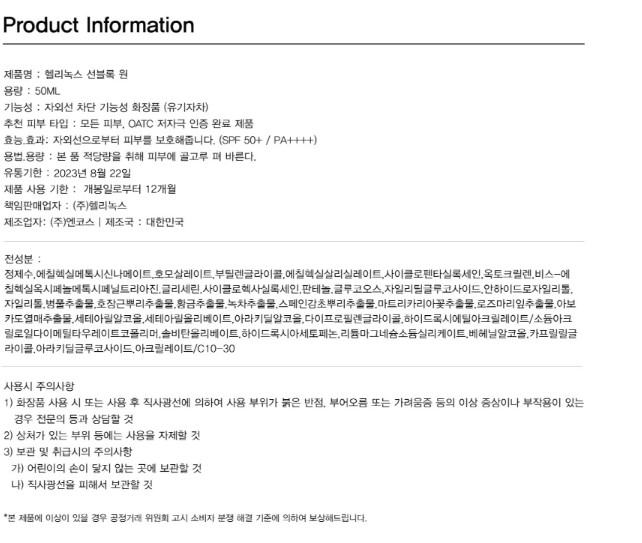 Product Information
제품명 : 헬리녹스 선블록 원
용량 : 50ML
기능성 : 자외선 차단 기능성 화장품 (유기자차)
추천 피부 타입 : 모든 피부, OATC 저자극 인증 완료 제품
효능.효과: 자외선으로부터 피부를 보호해줍니다. (SPF 50+ / PA++++)
용법.용량 : 본 품 적당량을 취해 피부에 골고루 펴 바른다.
유통기한 : 2023년 8월 22일
제품 사용 기한 :  개봉일로부터 12개월
책임판매업자 : (주)헬리녹스
제조업자: (주)엔코스 | 제조국 : 대한민국
전성분 :
정제수,에칠헥실메톡시신나메이트,호모살레이트,부틸렌글라이콜,에칠헥실살리실레이트,사이클로펜타실록세인,옥토크릴렌,비스-에
칠헥실옥시페놀메톡시페닐트리아진,글리세린,사이클로헥사실록세인,판테놀,글루코오스,자일리틸글루코사이드,안하이드로자일리톨,
자일리톨,병풀추출물,호장근뿌리추출물,황금추출물,녹차추출물,스페인감초뿌리추출물,마트리카리아꽃추출물,로즈마리잎추출물,아보
카도열매추출물,세테아릴알코올,세테아릴올리베이트,아라키딜알코올,다이프로필렌글라이콜,하이드록시에틸아크릴레이트/소듐아크
릴로일다이메틸타우레이트코폴리머,솔비탄올리베이트,하이드록시아세토페논,리튬마그네슘소듐실리케이트,베헤닐알코올,카프릴릴글
라이콜,아라키딜글루코사이드,아크릴레이트/C10-30
사용시 주의사항
1) 화장품 사용 시 또는 사용 후 직사광선에 의하여 사용 부위가 붉은 반점, 부어오름 또는 가려움증 등의 이상 증상이나 부작용이 있는
경우 전문의 등과 상담할 것
2) 상처가 있는 부위 등에는 사용을 자제할 것
3) 보관 및 취급시의 주의사항
가) 어린이의 손이 닿지 않는 곳에 보관할 것
나) 직사광선을 피해서 보관할 것
*본 제품에 이상이 있을 경우 공정거래 위원회 고시 소비자 분쟁 해결 기준에 의하여 보상해드립니다.